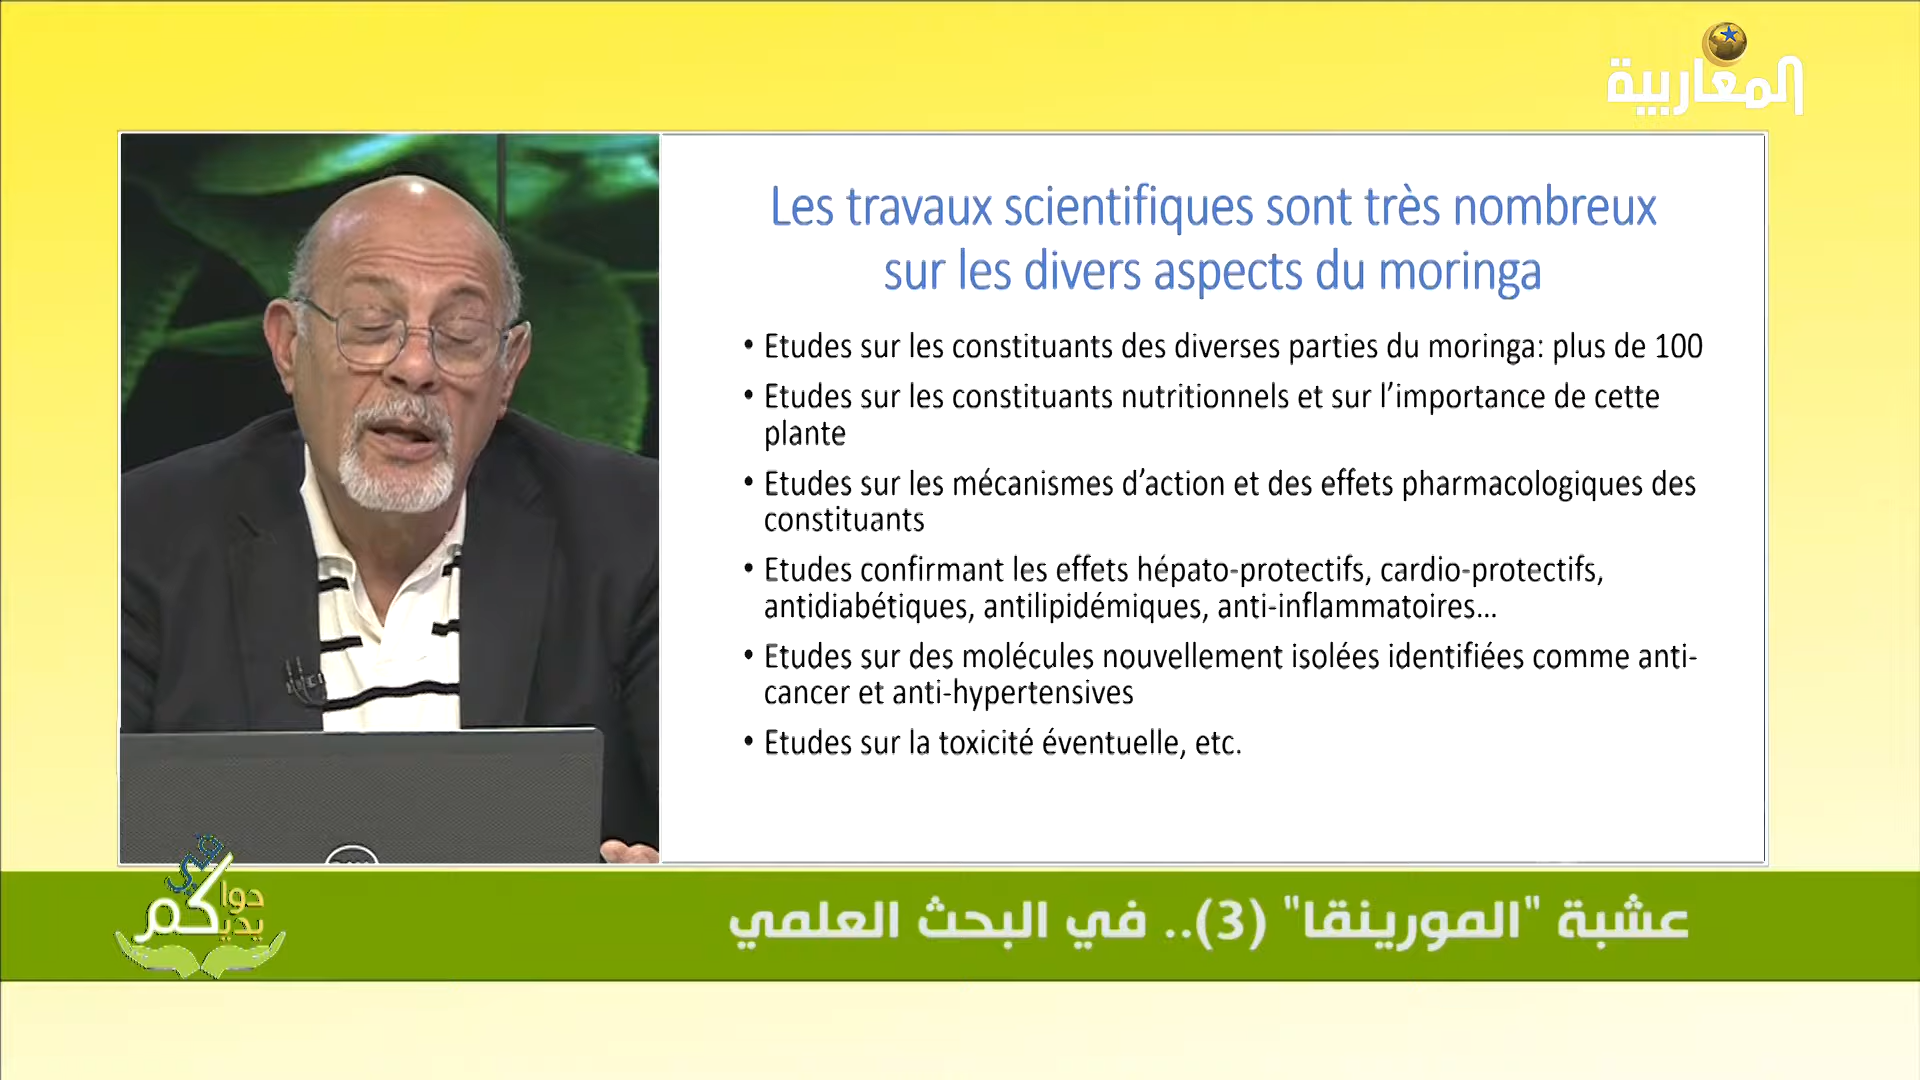 المغاربية
Les travaux scientifiques sont très nombreux
sur les divers aspects du moringa
• Etudes sur les constituants des diverses parties du moringa: plus de 100
• Etudes sur les constituants nutritionnels et sur l’importance de cette
plante
• Etudes sur les mécanismes d’action et des effets pharmacologiques des
constituants
• Etudes confirmant les effets hépato-protectifs, cardio-protectifs,
antidiabétiques, antilipidémiques, anti-inflammatoires...
• Etudes sur des molécules nouvellement isolées identifiées comme anti-
cancer et anti-hypertensives
• Etudes sur la toxicité éventuelle, etc.
دواكم في يديكم
عشبة "المورينقا" (3).. في البحث العلمي